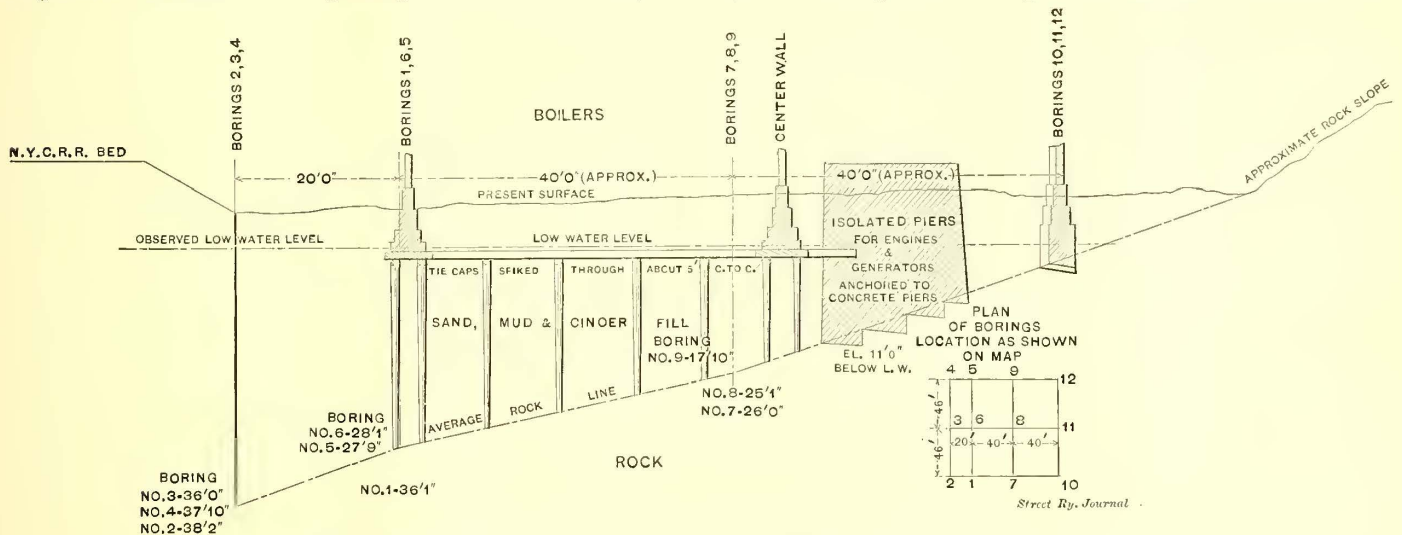 BORINGS 2,3,4
BORINGS 1,6,5
BORINGS 7,8,9
CENTER WALL
BORINGS 10,11,12
BOILERS
APPROXIMATE ROCK SLOPE
N.Y.C.R.R. BED
20'0"
40'0"(APPROX.)
40'0"(APPROX.)
PRESENT SURFACE
OBSERVED LOW WATER LEVEL
LOW WATER LEVEL
ISOLATED PIERS
FOR ENGINES
&
GENERATORS
ANCHORED TO
CONCRETE PIERS
TIE CAPS SPIKED THROUGH ABOUT 5' C.TO C.
SAND, MUD & CINDER FILL
BORING
NO.9-17'10"
EL. 11'0"
BELOW L.W.
AVERAGE ROCK LINE
NO.8-25'1"
NO.7-26'0"
BORING
NO.6-28'1"
NO.5-27'9"
NO.1-36'1"
ROCK
BORING
NO.3-36'0"
NO.4-37'10"
NO.2-38'2"
PLAN
OF BORINGS
LOCATION AS SHOWN
ON MAP
4 5 9 12
46'
3 6 8 11
20' 40' 40'
46'
2 1 7 10
Street Ry. Journal